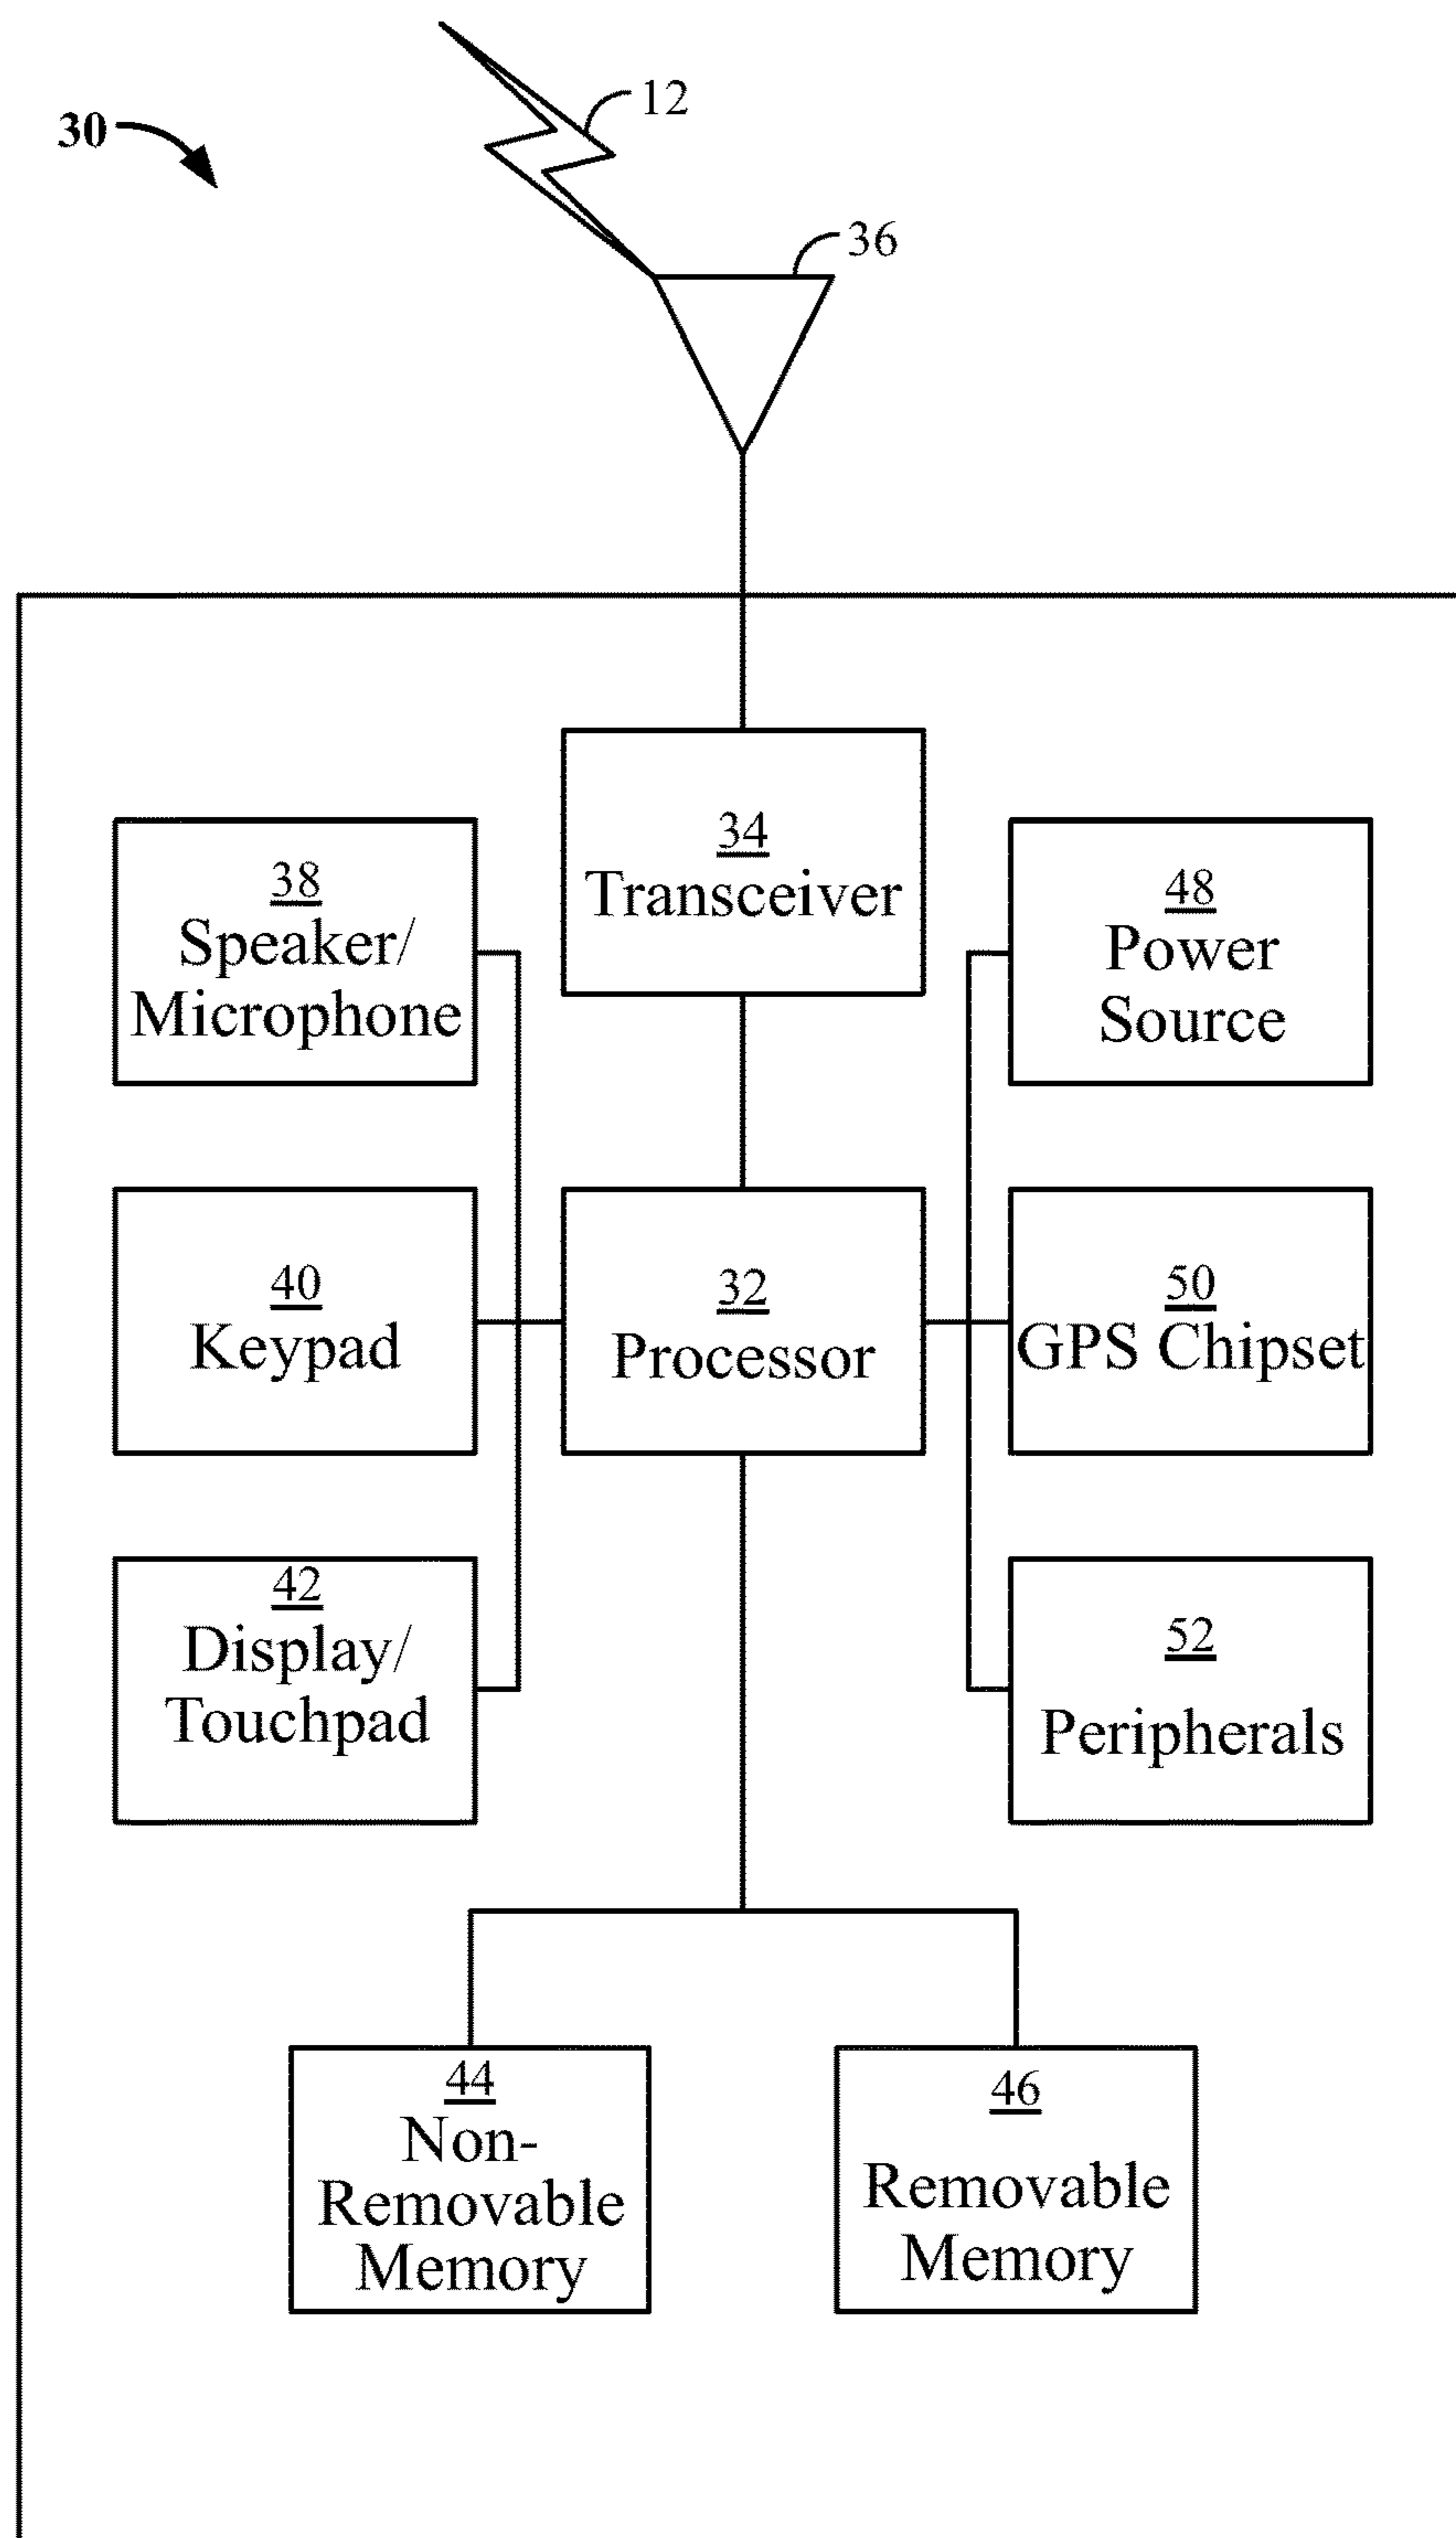 30
12
36
34
Transceiver
38
Speaker/
Microphone
48
Power
Source
40
Keypad
32
Processor
50
GPS Chipset
42
Display/
Touchpad
52
Peripherals
44
Non-
Removable
Memory
46
Removable
Memory